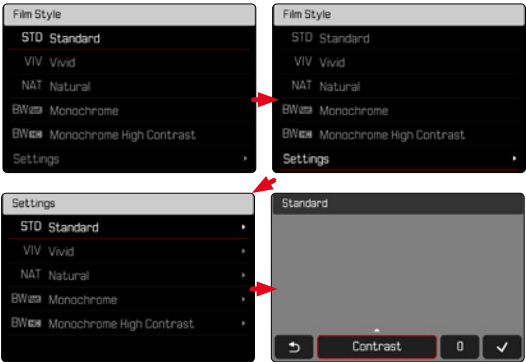 Film Style
STD Standard
VIV Vivid
NAT Natural
BW Monochrome
BW Monochrome High Contrast
Settings
Film Style
STD Standard
VIV Vivid
NAT Natural
BW Monochrome
BW Monochrome High Contrast
Settings
Settings
STD Standard
VIV Vivid
NAT Natural
BW Monochrome
BW Monochrome High Contrast
Standard
Contrast 0